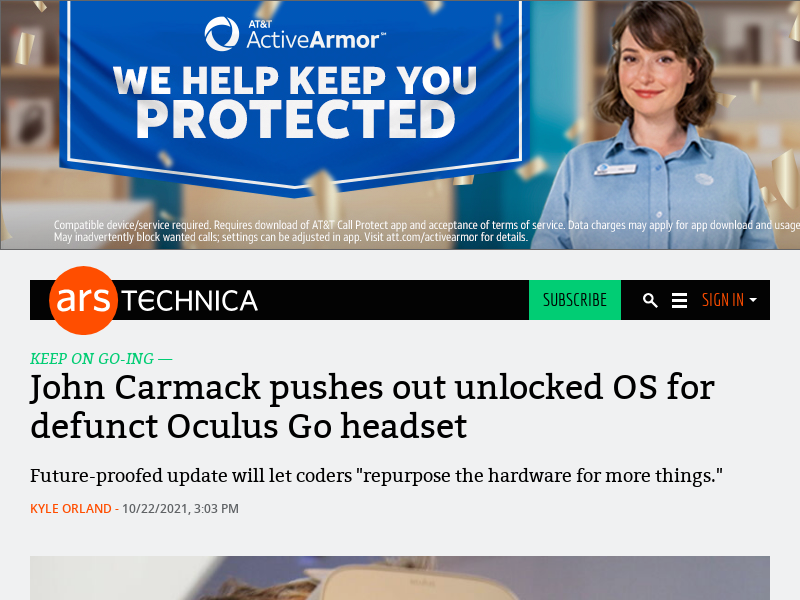 AT&T
ActiveArmor℠
WE HELP KEEP YOU
PROTECTED
Compatible device/service required. Requires download of AT&T Call Protect app and acceptance of terms of service. Data charges may apply for app download and usage
May inadvertently block wanted calls; settings can be adjusted in app. Visit att.com/activearmor for details.
ars TECHNICA
SUBSCRIBE
SIGN IN
KEEP ON GO-ING —
John Carmack pushes out unlocked OS for
defunct Oculus Go headset
Future-proofed update will let coders "repurpose the hardware for more things."
KYLE ORLAND - 10/22/2021, 3:03 PM